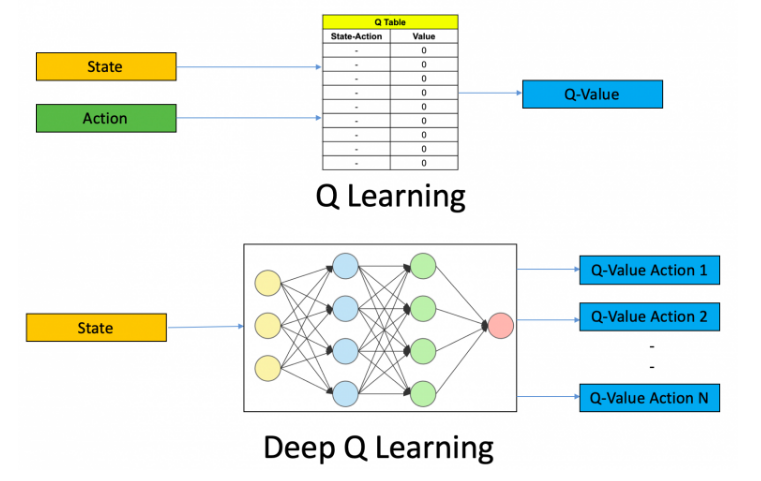 Q Table
State-Action Value
- 0
- 0
- 0
- 0
- 0
- 0
- 0
- 0
- 0
State
Action
Q-Value
Q Learning
State
Q-Value Action 1
Q-Value Action 2
-
-
Q-Value Action N
Deep Q Learning